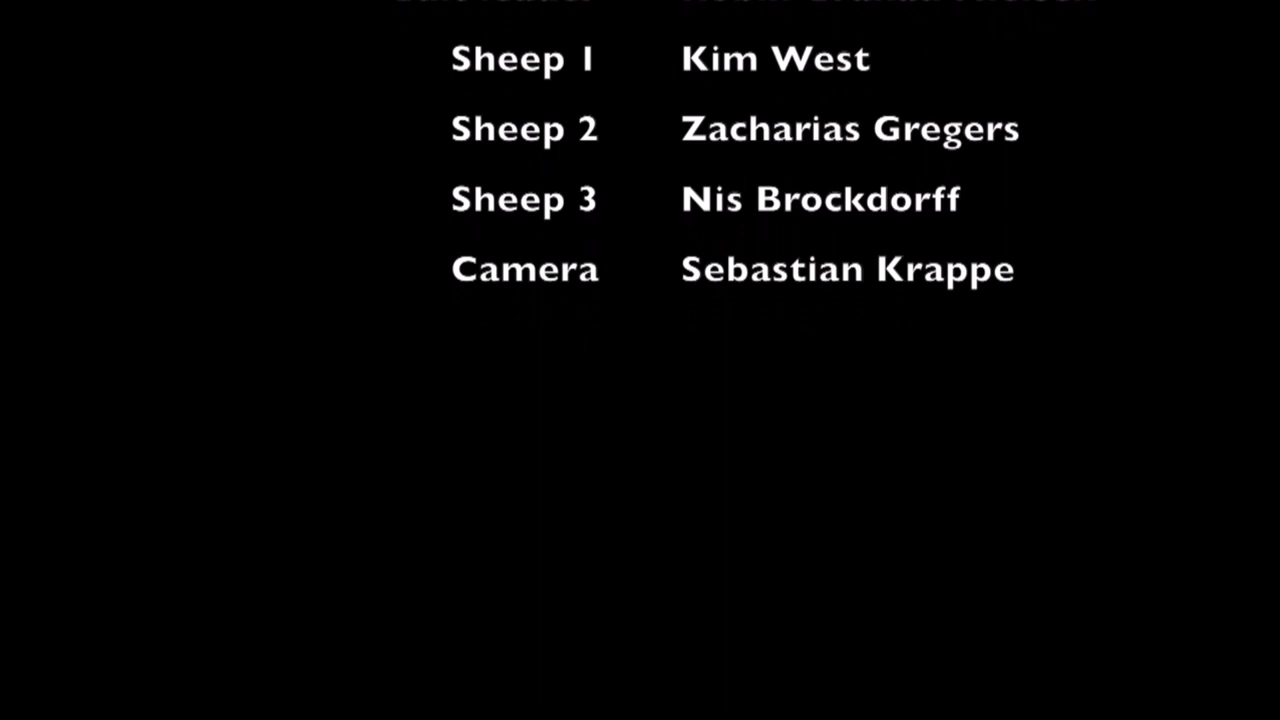 Sheep 1 Kim West
Sheep 2 Zacharias Gregers
Sheep 3 Nis Brockdorff
Camera Sebastian Krappe